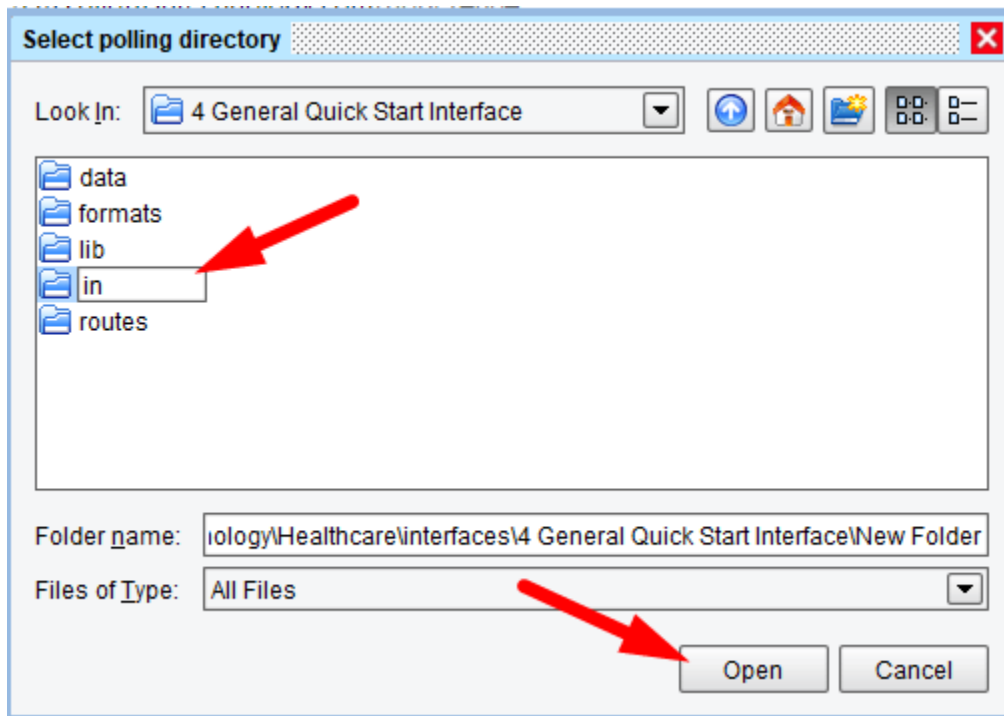 Select polling directory
Look In: 4 General Quick Start Interface
data
formats
lib
in
routes
Folder name: ology\Healthcare\interfaces\4 General Quick Start Interface\New Folder
Files of Type: All Files
Open Cancel